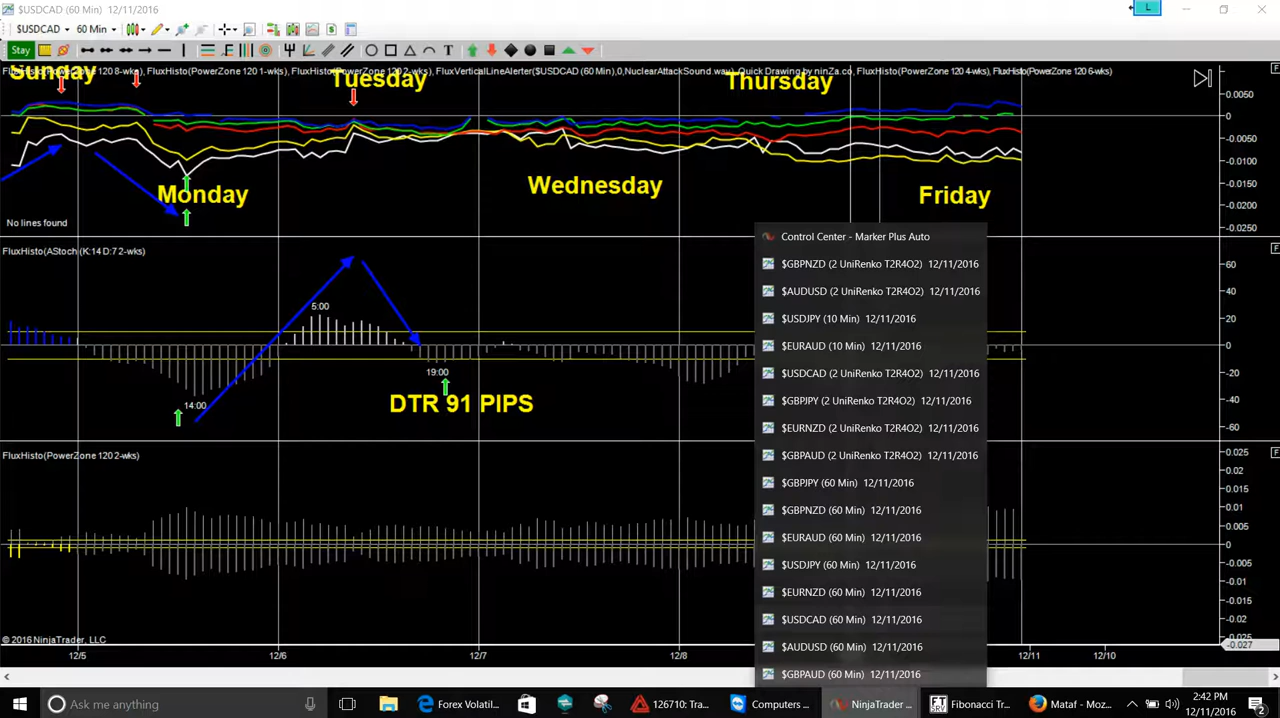 $USDCAD (60 Min) 12/11/2016
$USDCAD 60 Min
Stay
FluxHisto(PowerZone 120 1-wks), FluxHisto(PowerZone 120 2-wks), FluxVerticalLineAlerter($USDCAD (60 Min),0,NuclearAttackSound.wav), Quick Drawing by ninZa.co, FluxHisto(PowerZone 120 4-wks), FluxHisto(PowerZone 120 6-wks)
Sunday
Tuesday
Thursday
Monday
Wednesday
Friday
No lines found
0.0050
0
-0.0050
-0.0100
-0.0150
-0.0200
-0.0250
F
FluxHisto(AStoch (K:14 D:7 2-wks)
5:00
14:00
19:00
DTR 91 PIPS
60
40
20
0
-20
-40
-60
F
FluxHisto(PowerZone 120 2-wks)
0.025
0.02
0.015
0.01
0.005
0
-0.005
-0.01
-0.015
-0.02
-0.027
F
Control Center - Marker Plus Auto
$GBPNZD (2 UniRenko T2R4O2) 12/11/2016
$AUDUSD (2 UniRenko T2R4O2) 12/11/2016
$USDJPY (10 Min) 12/11/2016
$EURAUD (10 Min) 12/11/2016
$USDCAD (2 UniRenko T2R4O2) 12/11/2016
$GBPJPY (2 UniRenko T2R4O2) 12/11/2016
$EURNZD (2 UniRenko T2R4O2) 12/11/2016
$GBPAUD (2 UniRenko T2R4O2) 12/11/2016
$GBPJPY (60 Min) 12/11/2016
$GBPNZD (60 Min) 12/11/2016
$EURAUD (60 Min) 12/11/2016
$USDJPY (60 Min) 12/11/2016
$EURNZD (60 Min) 12/11/2016
$USDCAD (60 Min) 12/11/2016
$AUDUSD (60 Min) 12/11/2016
$GBPAUD (60 Min) 12/11/2016
© 2016 NinjaTrader, LLC
12/5
12/6
12/7
12/8
12/11
12/10
Ask me anything
Forex Volatil...
126710: Tra...
Computers ...
NinjaTrader ...
Fibonacci Tr...
Mataf - Moz...
2:42 PM
12/11/2016